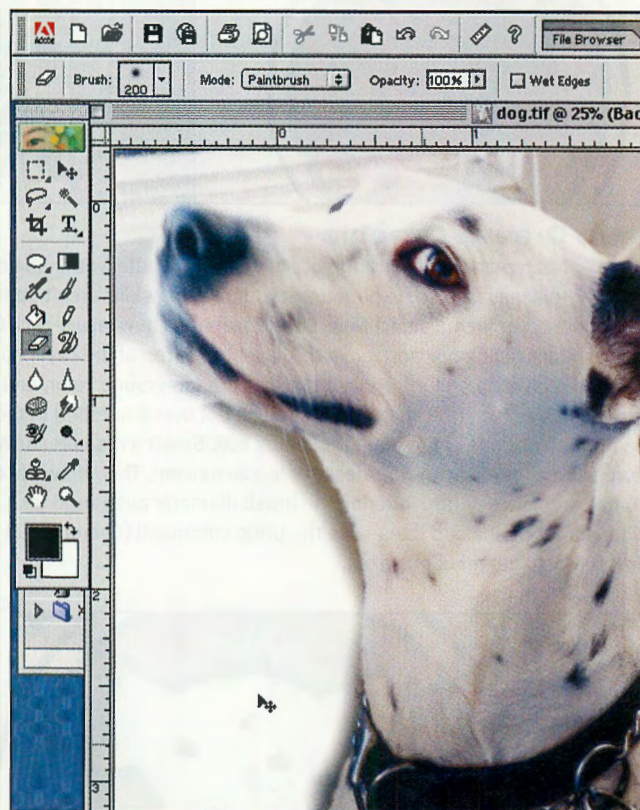 Adobe
File Browser
Brush: 200 Mode: Paintbrush Opacity: 100% Wet Edges
dog.tif @ 25% (Bac
0 1
T
0
1
2
3